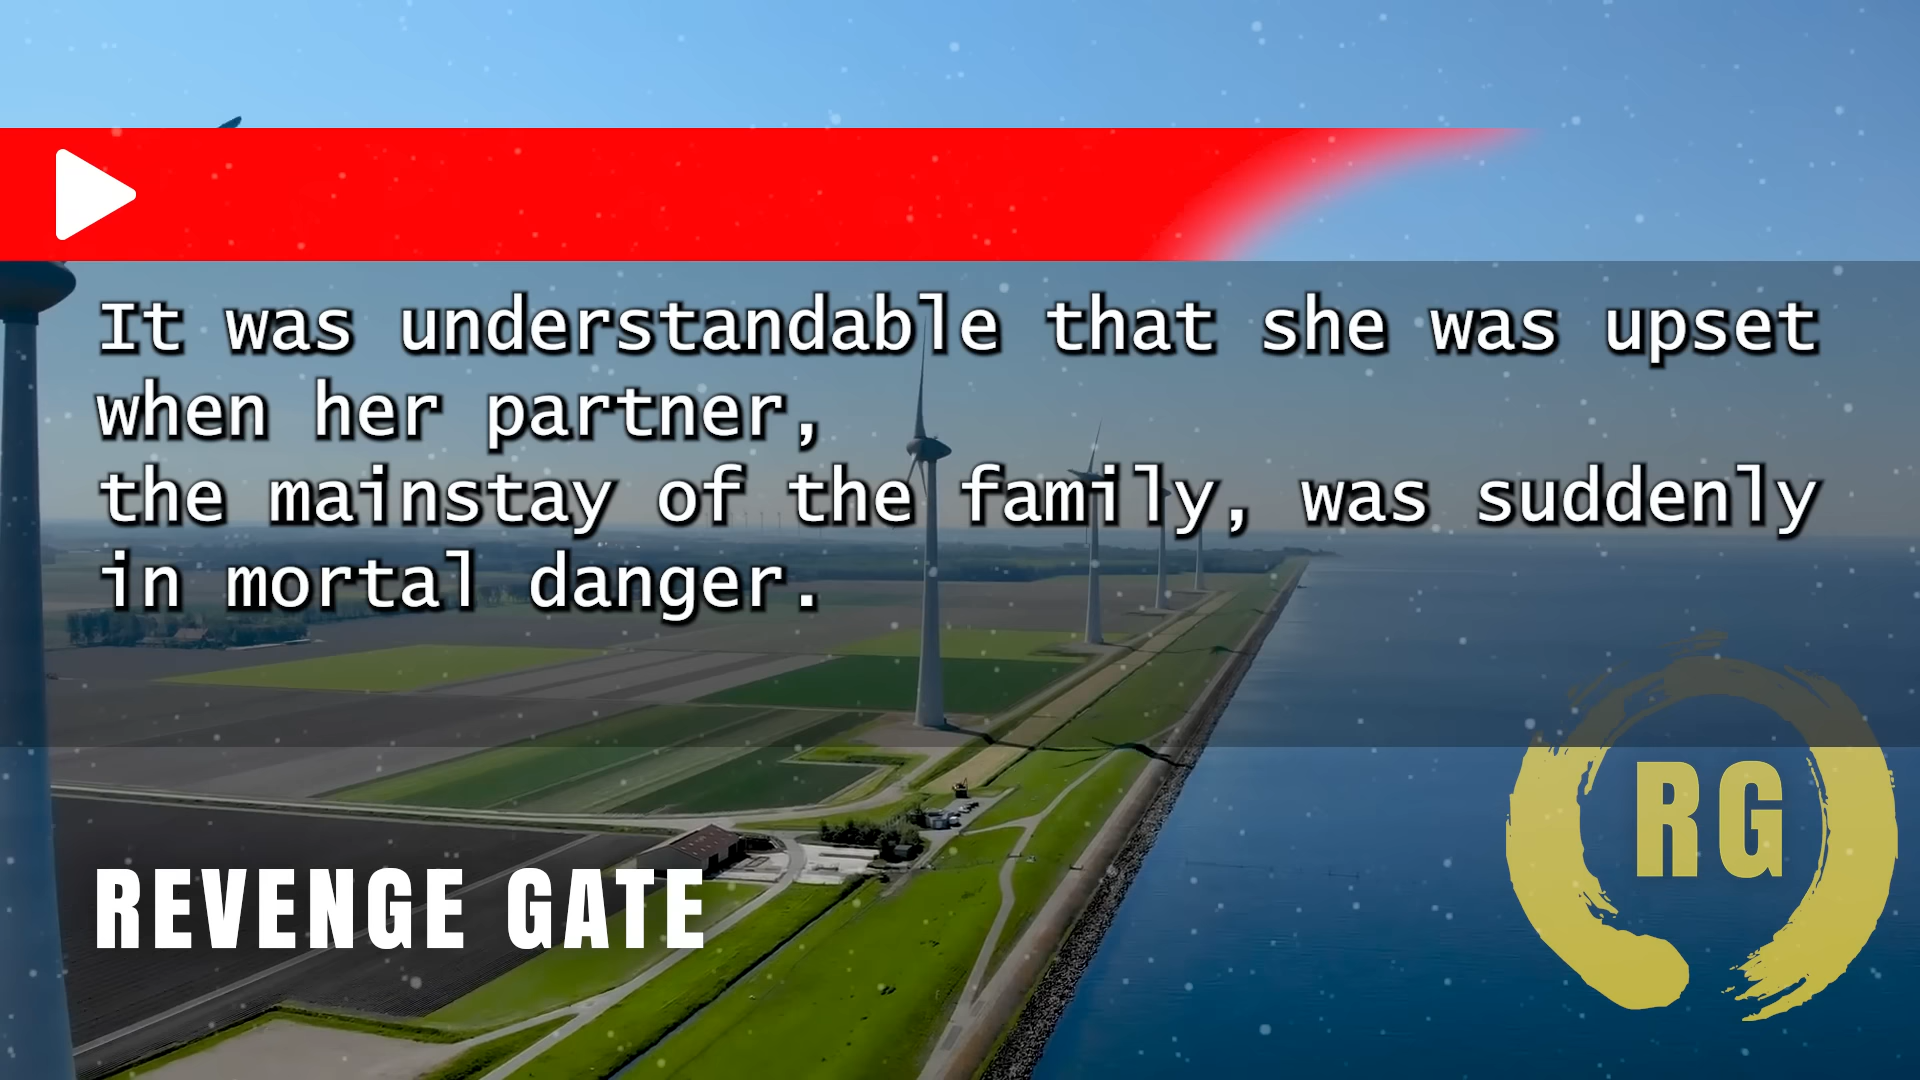 It was understandable that she was upset
when her partner,
the mainstay of the family, was suddenly
in mortal danger.
RG
REVENGE GATE